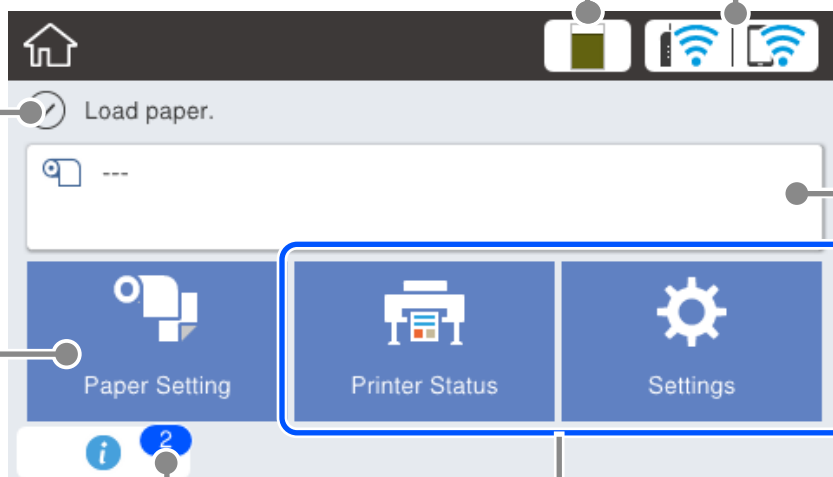 Load paper.
---
Paper Setting
Printer Status
Settings
i
2